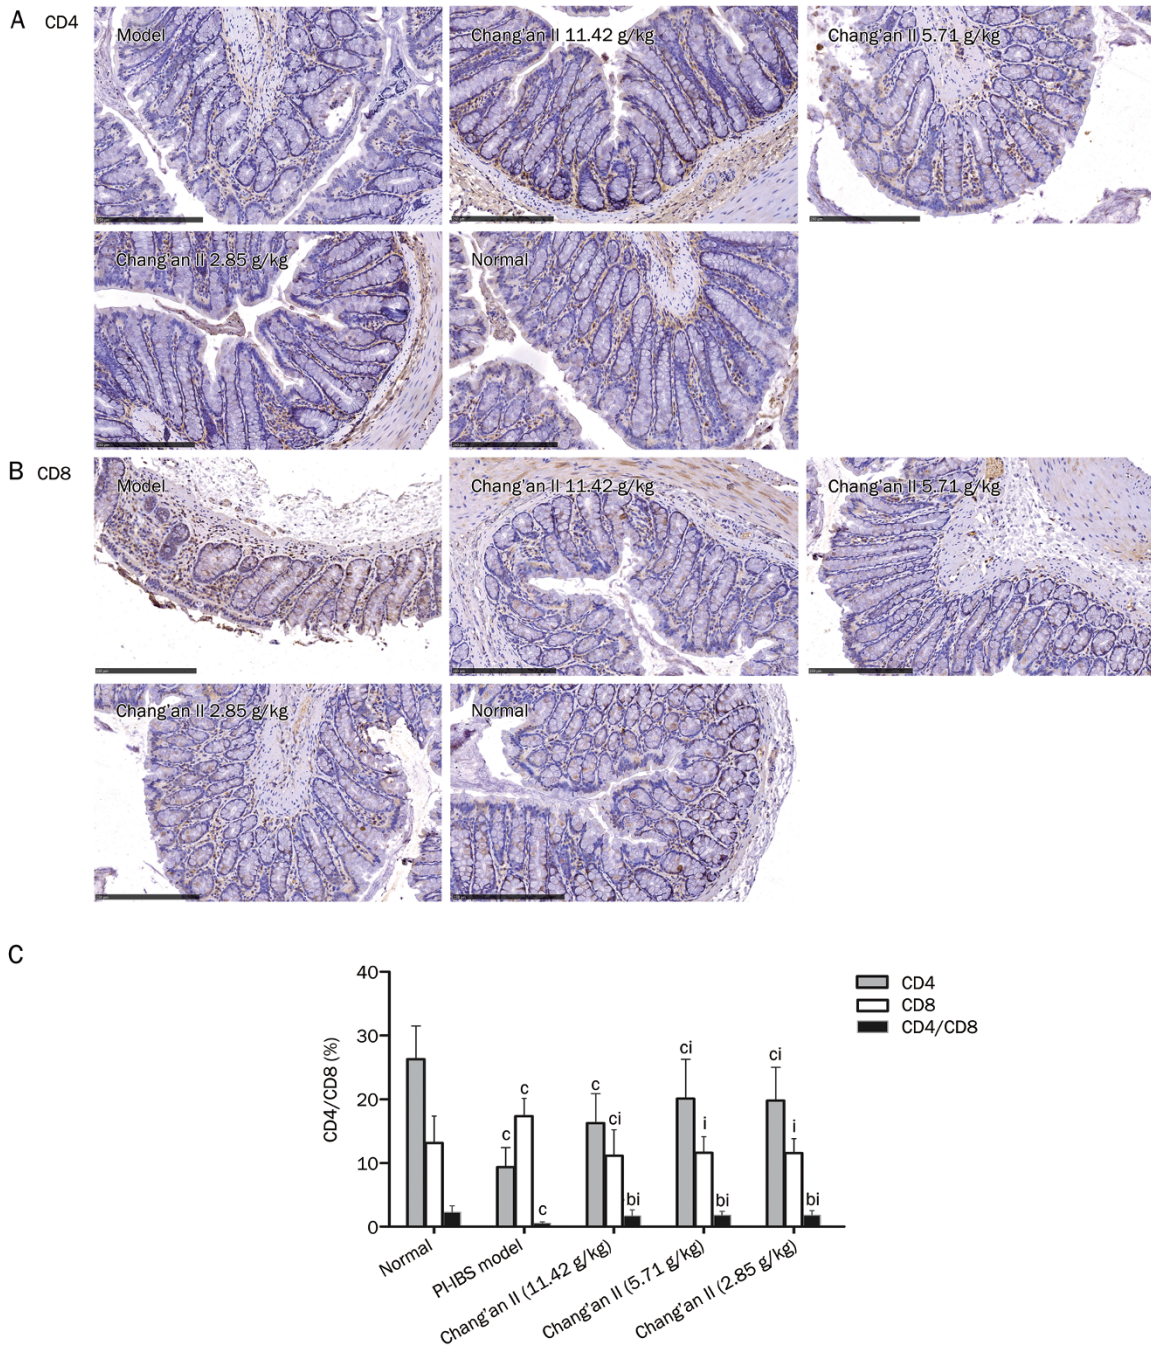 A CD4
Model
Chang'an II 11.42 g/kg
Chang'an II 5.71 g/kg
Chang'an II 2.85 g/kg
Normal
B CD8
Model
Chang'an II 11.42 g/kg
Chang'an II 5.71 g/kg
Chang'an II 2.85 g/kg
Normal
C
CD4/CD8 (%)
40
30
20
10
0
c
c
c
c
ci
bi
ci
i
bi
ci
i
bi
CD4
CD8
CD4/CD8
Normal
PI-IBS model
Chang'an II (11.42 g/kg)
Chang'an II (5.71 g/kg)
Chang'an II (2.85 g/kg)